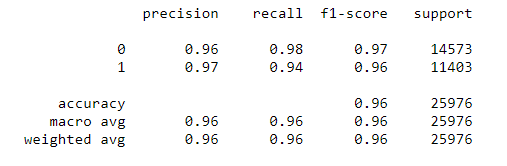 precision recall f1-score support
0 0.96 0.98 0.97 14573
1 0.97 0.94 0.96 11403
accuracy 0.96 25976
macro avg 0.96 0.96 0.96 25976
weighted avg 0.96 0.96 0.96 25976